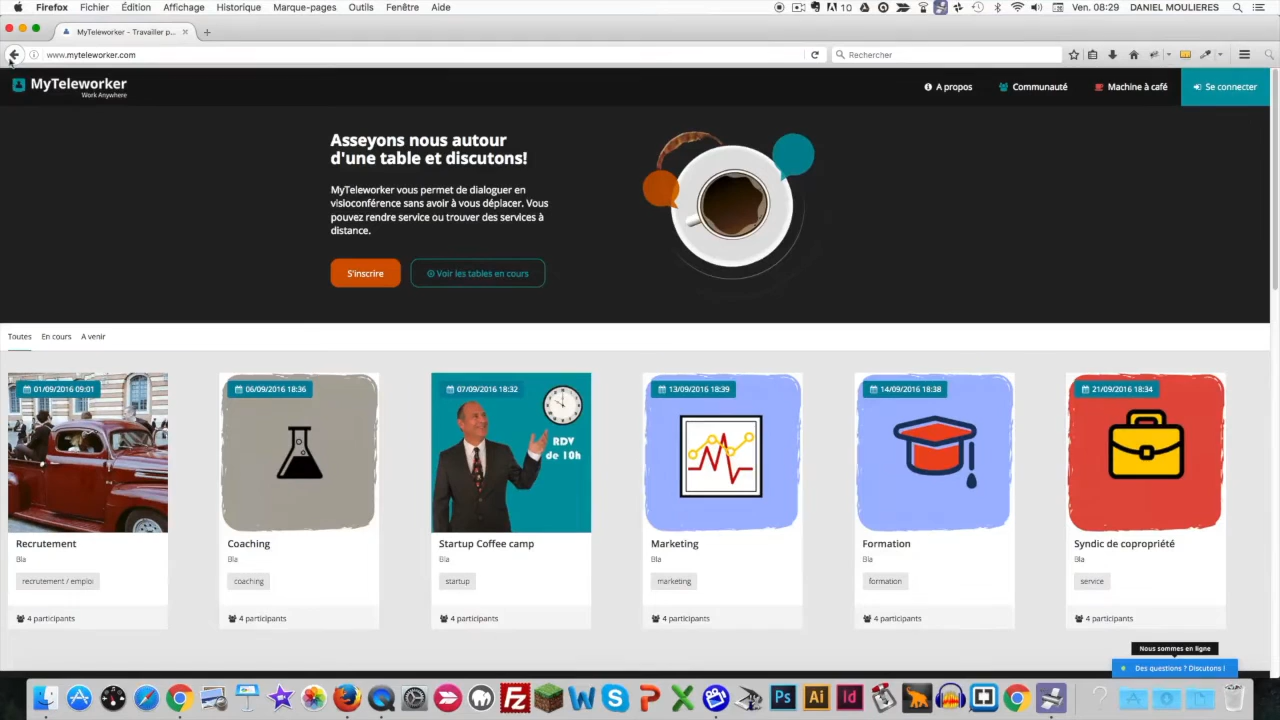 Firefox Fichier Édition Affichage Historique Marque-pages Outils Fenêtre Aide
10 Ven. 08:29 DANIEL MOULIERES
MyTeleworker - Travailler p...
www.myteleworker.com
Rechercher
MyTeleworker
Work Anywhere
A propos Communauté Machine à café Se connecter
Asseyons nous autour
d'une table et discutons!
MyTeleworker vous permet de dialoguer en
visioconférence sans avoir à vous déplacer. Vous
pouvez rendre service ou trouver des services à
distance.
S'inscrire Voir les tables en cours
Toutes En cours A venir
01/09/2016 09:01 06/09/2016 18:36 07/09/2016 18:32 13/09/2016 18:39 14/09/2016 18:38 21/09/2016 18:34
RDV
de 10h
Recrutement Coaching Startup Coffee camp Marketing Formation Syndic de copropriété
Bla Bla Bla Bla Bla Bla
recrutement / emploi coaching startup marketing formation service
4 participants 4 participants 4 participants 4 participants 4 participants 4 participants
Nous sommes en ligne
Des questions ? Discutons !
Fz W S P X Ps Ai Id